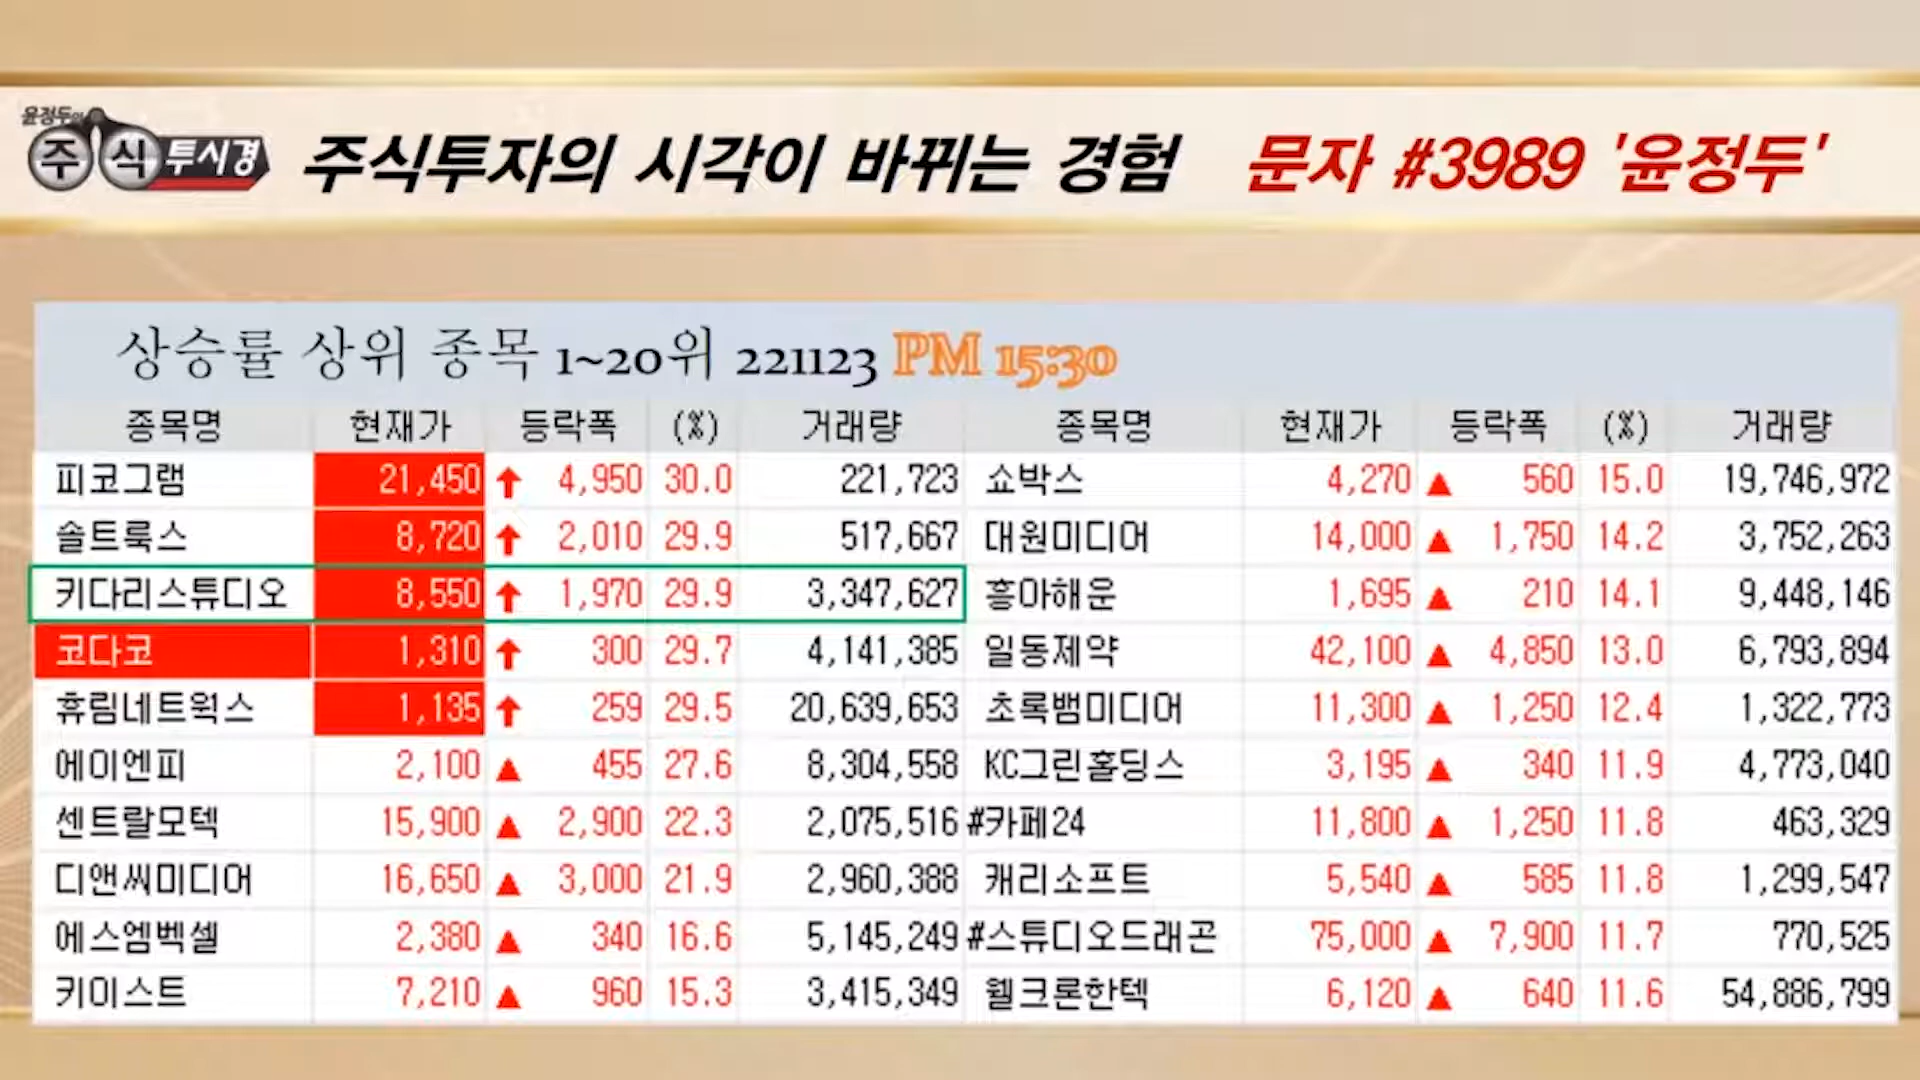 윤정두의
주식투시경
주식투자의 시각이 바뀌는 경험 문자 #3989 '윤정두'
상승률 상위 종목 1~20위 221123 PM 15:30
종목명 현재가 등락폭 (%) 거래량 종목명 현재가 등락폭 (%) 거래량
피코그램 21,450 ↑ 4,950 30.0 221,723 쇼박스 4,270 ▲ 560 15.0 19,746,972
솔트룩스 8,720 ↑ 2,010 29.9 517,667 대원미디어 14,000 ▲ 1,750 14.2 3,752,263
키다리스튜디오 8,550 ↑ 1,970 29.9 3,347,627 흥아해운 1,695 ▲ 210 14.1 9,448,146
코다코 1,310 ↑ 300 29.7 4,141,385 일동제약 42,100 ▲ 4,850 13.0 6,793,894
휴림네트웍스 1,135 ↑ 259 29.5 20,639,653 초록뱀미디어 11,300 ▲ 1,250 12.4 1,322,773
에이엔피 2,100 ▲ 455 27.6 8,304,558 KC그린홀딩스 3,195 ▲ 340 11.9 4,773,040
센트랄모텍 15,900 ▲ 2,900 22.3 2,075,516 #카페24 11,800 ▲ 1,250 11.8 463,329
디앤씨미디어 16,650 ▲ 3,000 21.9 2,960,388 캐리소프트 5,540 ▲ 585 11.8 1,299,547
에스엠벡셀 2,380 ▲ 340 16.6 5,145,249 #스튜디오드래곤 75,000 ▲ 7,900 11.7 770,525
키이스트 7,210 ▲ 960 15.3 3,415,349 웰크론한텍 6,120 ▲ 640 11.6 54,886,799